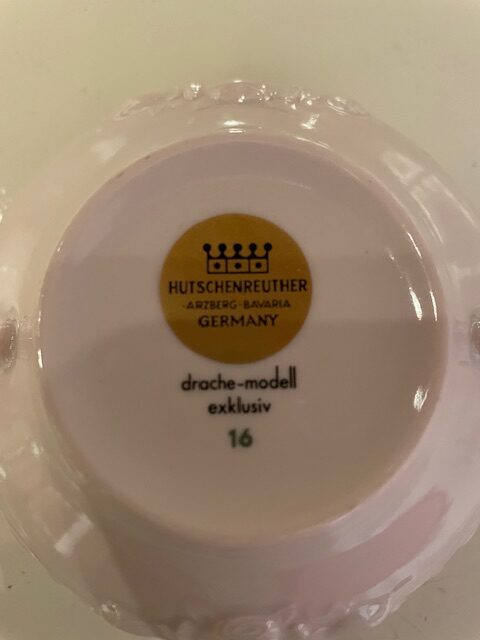 HUTSCHENREUTHER
·ARZBERG·BAVARIA
GERMANY
drache-modell
exklusiv
16